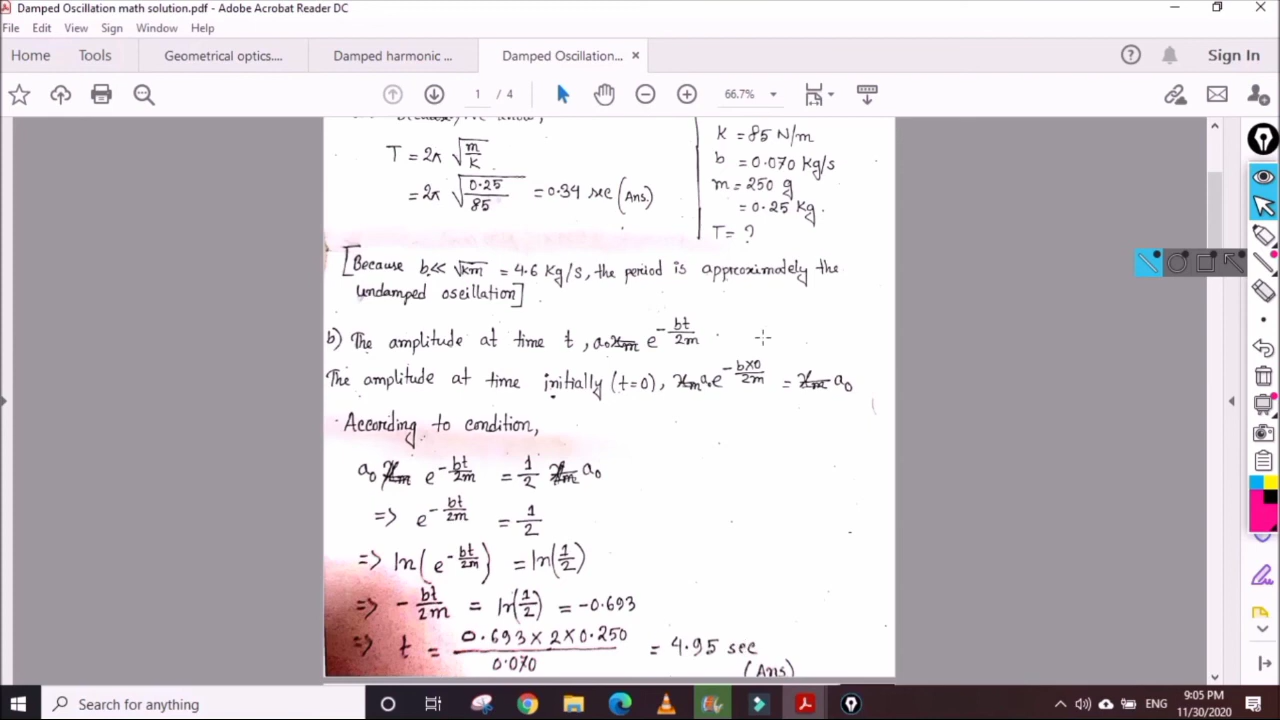 Damped Oscillation math solution.pdf - Adobe Acrobat Reader DC
File Edit View Sign Window Help
Home Tools Geometrical optics.... Damped harmonic ... Damped Oscillation... × Sign In
1 / 4 66.7%
know,
T = 2π √(m/K)
= 2π √(0.25/85) = 0.34 sec (Ans.)
K = 85 N/m
b = 0.070 Kg/s
m = 250 g
= 0.25 Kg.
T = ?
[Because b<< √km = 4.6 Kg/s, the period is approximately the
undamped oscillation]
b) The amplitude at time t, a₀ xm e^(-bt/2m)
The amplitude at time initially (t=0), xm a₀ e^(-b×0/2m) = xm a₀
According to condition,
a₀ xm e^(-bt/2m) = 1/2 xm a₀
=> e^(-bt/2m) = 1/2
=> ln(e^(-bt/2m)) = ln(1/2)
=> -bt/2m = ln(1/2) = -0.693
=> t = 0.693 × 2 × 0.250 / 0.070 = 4.95 sec
(Ans)
Search for anything
ENG
9:05 PM
11/30/2020